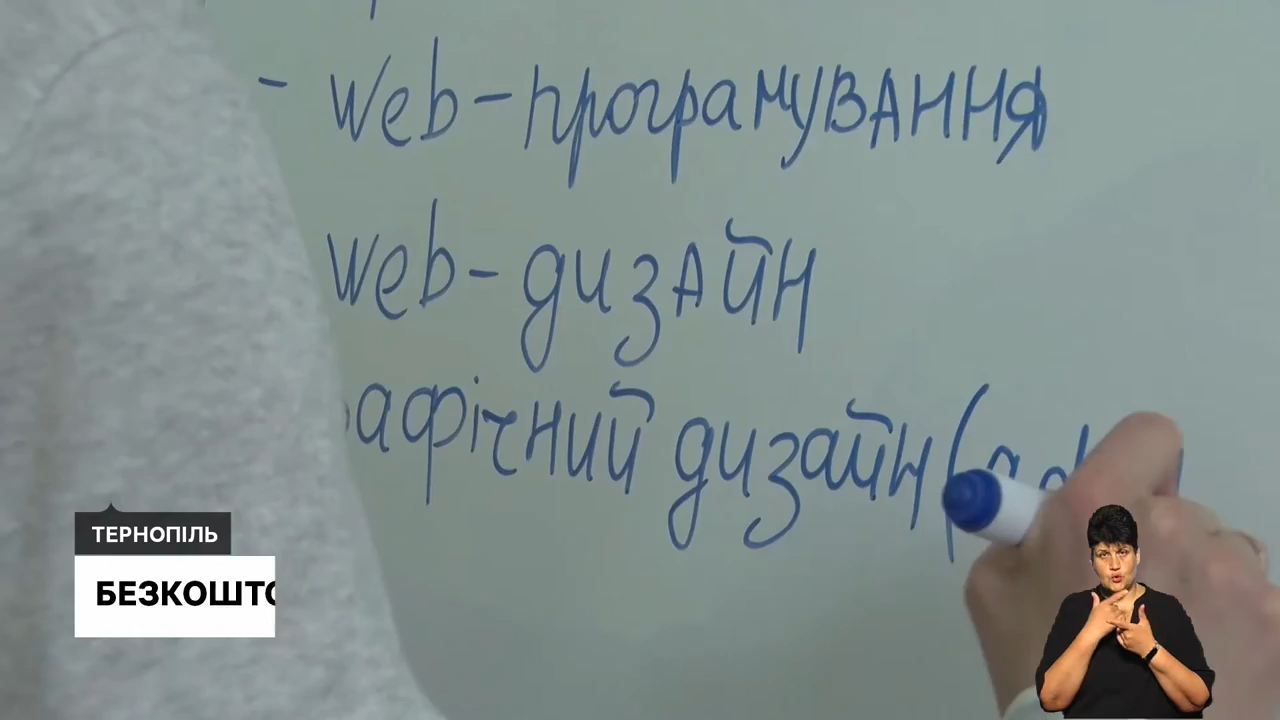 - web-програмування
web-дизайн
афічний дизайн (
ТЕРНОПІЛЬ
БЕЗКОШТО